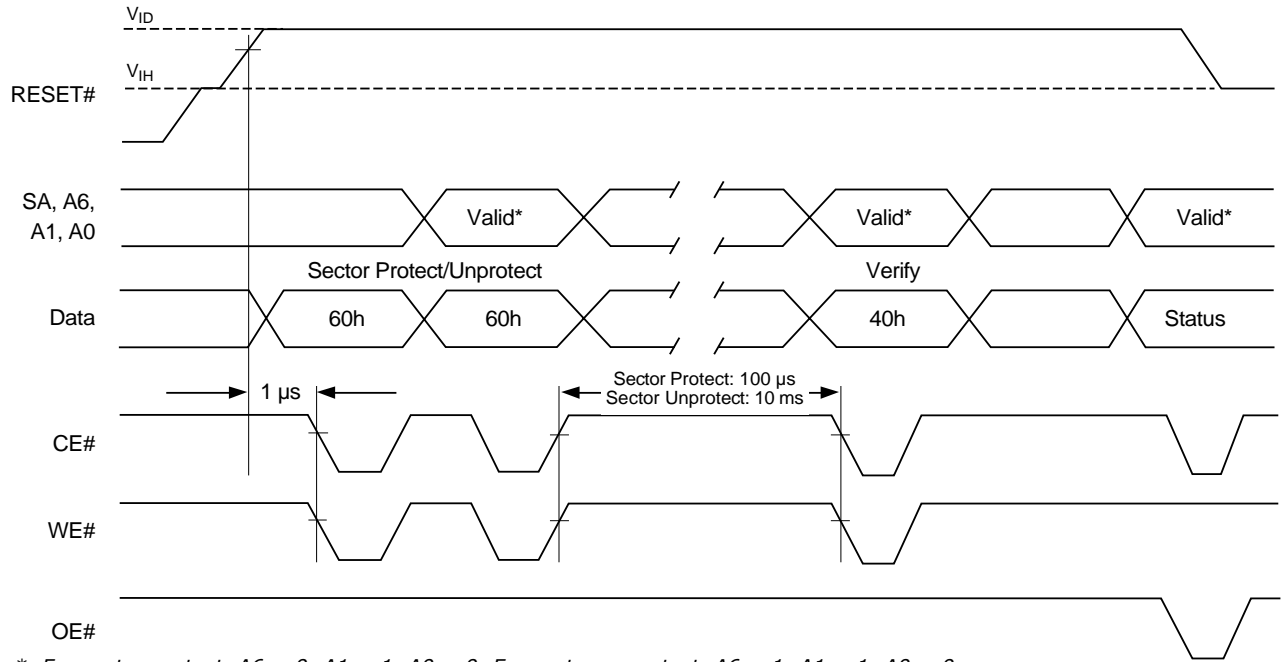 V_ID
V_IH
RESET#
SA, A6,
A1, A0
Valid* Valid* Valid*
Sector Protect/Unprotect Verify
Data 60h 60h 40h Status
1 µs
Sector Protect: 100 µs
Sector Unprotect: 10 ms
CE#
WE#
OE#
* For sector protect, A6 = 0, A1 = 1, A0 = 0. For sector unprotect, A6 = 1, A1 = 1, A0 = 0